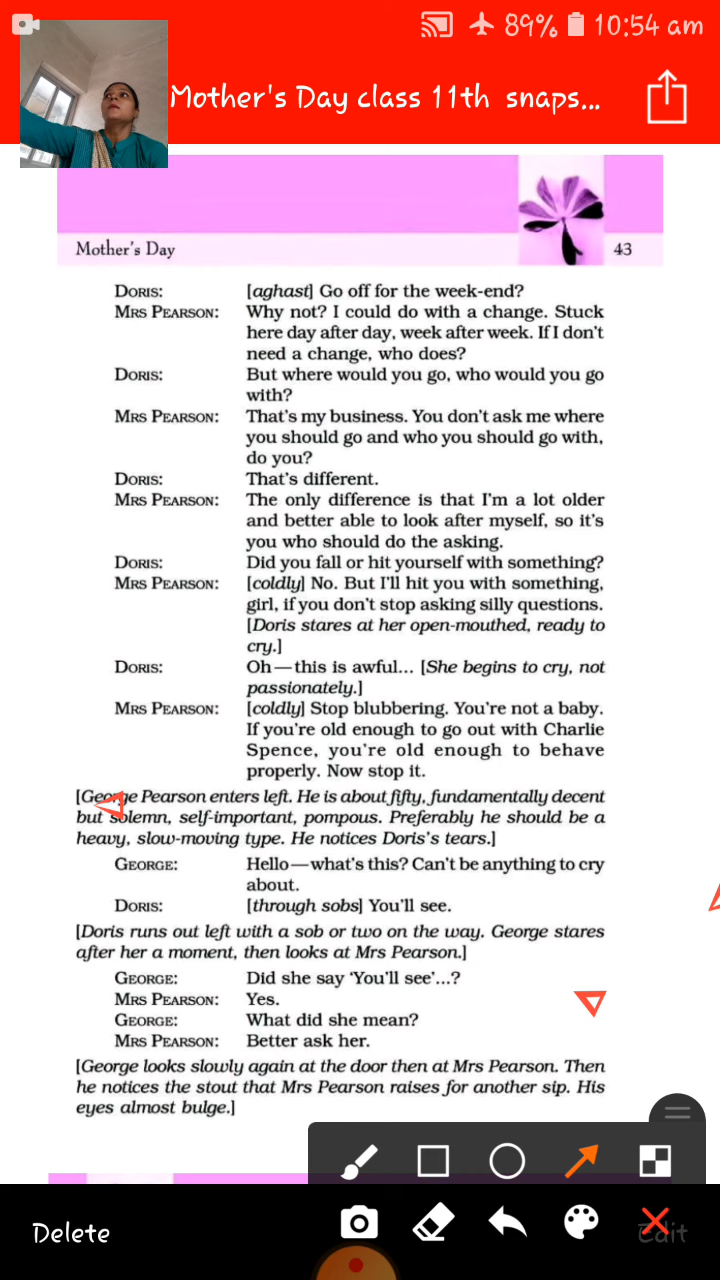 89% 10:54 am
Mother's Day class 11th snaps...
Mother's Day 43
DORIS: [aghast] Go off for the week-end?
MRS PEARSON: Why not? I could do with a change. Stuck
here day after day, week after week. If I don't
need a change, who does?
DORIS: But where would you go, who would you go
with?
MRS PEARSON: That's my business. You don't ask me where
you should go and who you should go with,
do you?
DORIS: That's different.
MRS PEARSON: The only difference is that I'm a lot older
and better able to look after myself, so it's
you who should do the asking.
DORIS: Did you fall or hit yourself with something?
MRS PEARSON: [coldly] No. But I'll hit you with something,
girl, if you don't stop asking silly questions.
[Doris stares at her open-mouthed, ready to
cry.]
DORIS: Oh—this is awful... [She begins to cry, not
passionately.]
MRS PEARSON: [coldly] Stop blubbering. You're not a baby.
If you're old enough to go out with Charlie
Spence, you're old enough to behave
properly. Now stop it.
[George Pearson enters left. He is about fifty, fundamentally decent
but solemn, self-important, pompous. Preferably he should be a
heavy, slow-moving type. He notices Doris's tears.]
GEORGE: Hello—what's this? Can't be anything to cry
about.
DORIS: [through sobs] You'll see.
[Doris runs out left with a sob or two on the way. George stares
after her a moment, then looks at Mrs Pearson.]
GEORGE: Did she say 'You'll see'...?
MRS PEARSON: Yes.
GEORGE: What did she mean?
MRS PEARSON: Better ask her.
[George looks slowly again at the door then at Mrs Pearson. Then
he notices the stout that Mrs Pearson raises for another sip. His
eyes almost bulge.]
Delete Edit